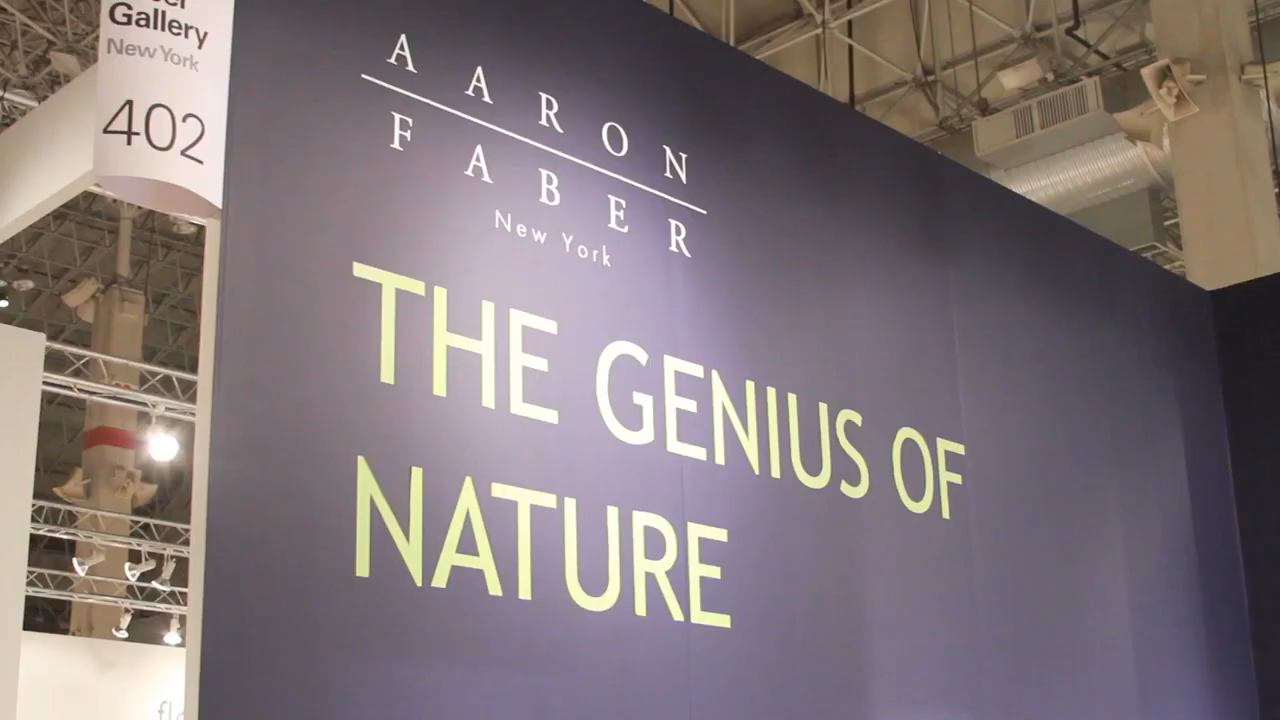 Gallery
New York
402
AARON
FABER
New York
THE GENIUS OF
NATURE